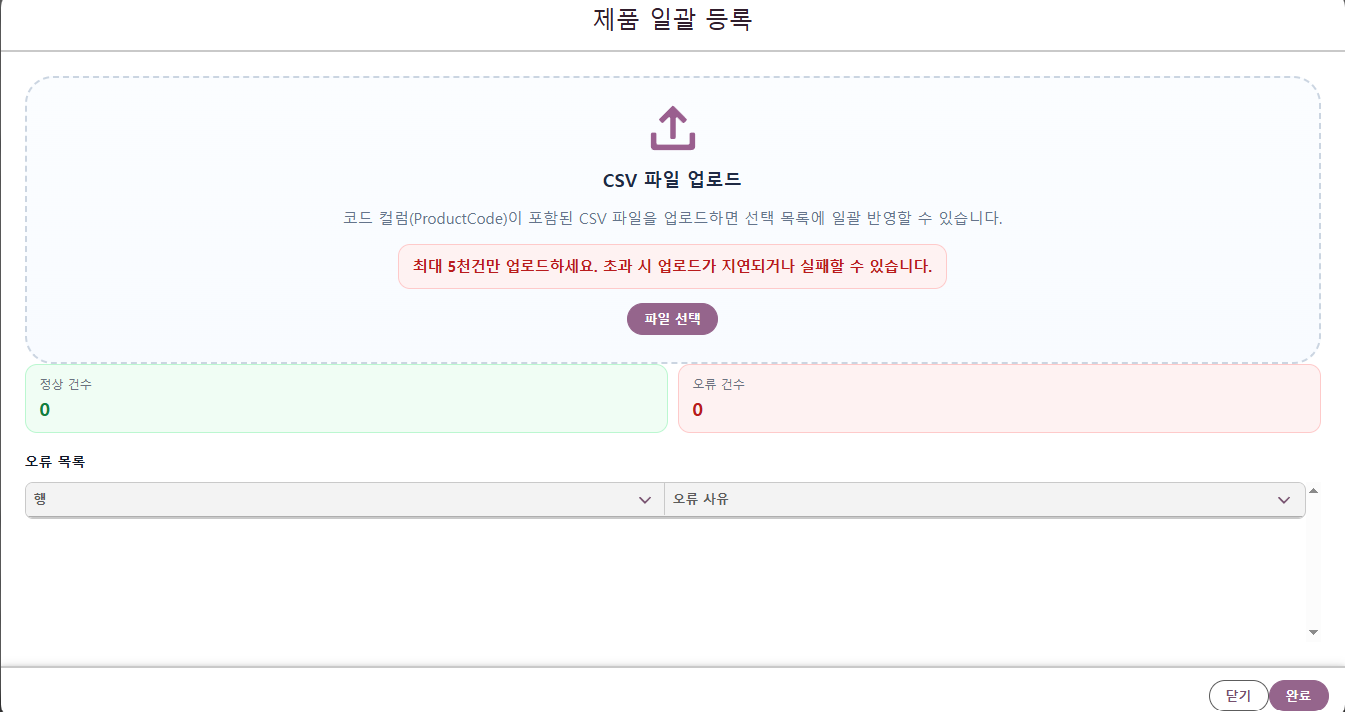 제품 일괄 등록
CSV 파일 업로드
코드 컬럼(ProductCode)이 포함된 CSV 파일을 업로드하면 선택 목록에 일괄 반영할 수 있습니다.
최대 5천건만 업로드하세요. 초과 시 업로드가 지연되거나 실패할 수 있습니다.
파일 선택
정상 건수
0
오류 건수
0
오류 목록
행
오류 사유
닫기
완료